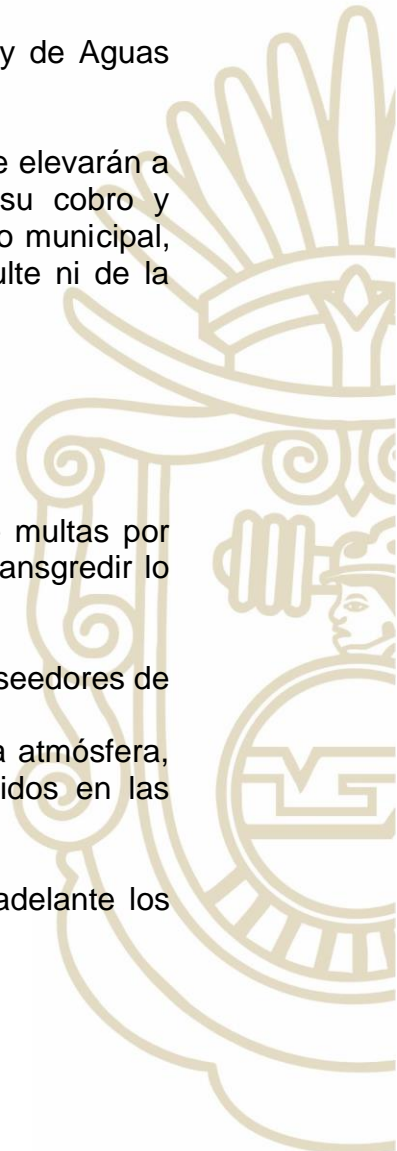 y de Aguas
e elevarán a
su cobro y
o municipal,
ulte ni de la
multas por
ansgredir lo
seedores de
a atmósfera,
idos en las
adelante los